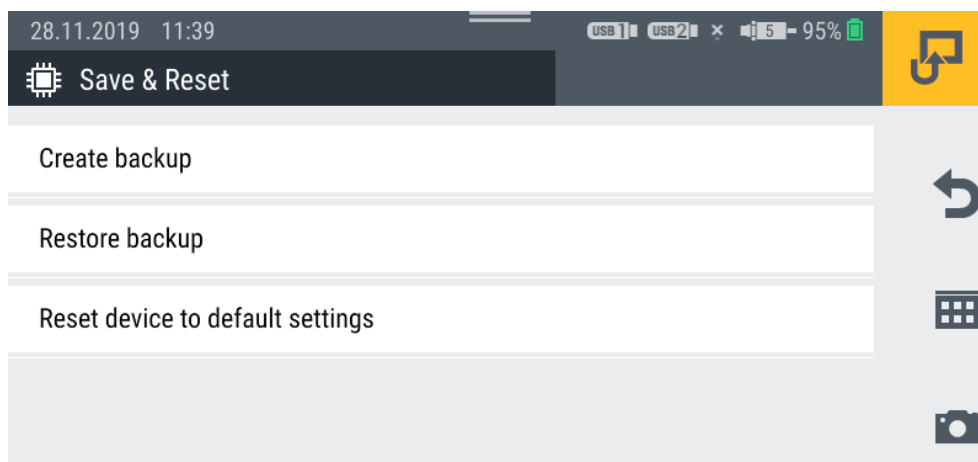 28.11.2019 11:39 USB 1 USB 2 5 95%
Save & Reset
Create backup
Restore backup
Reset device to default settings